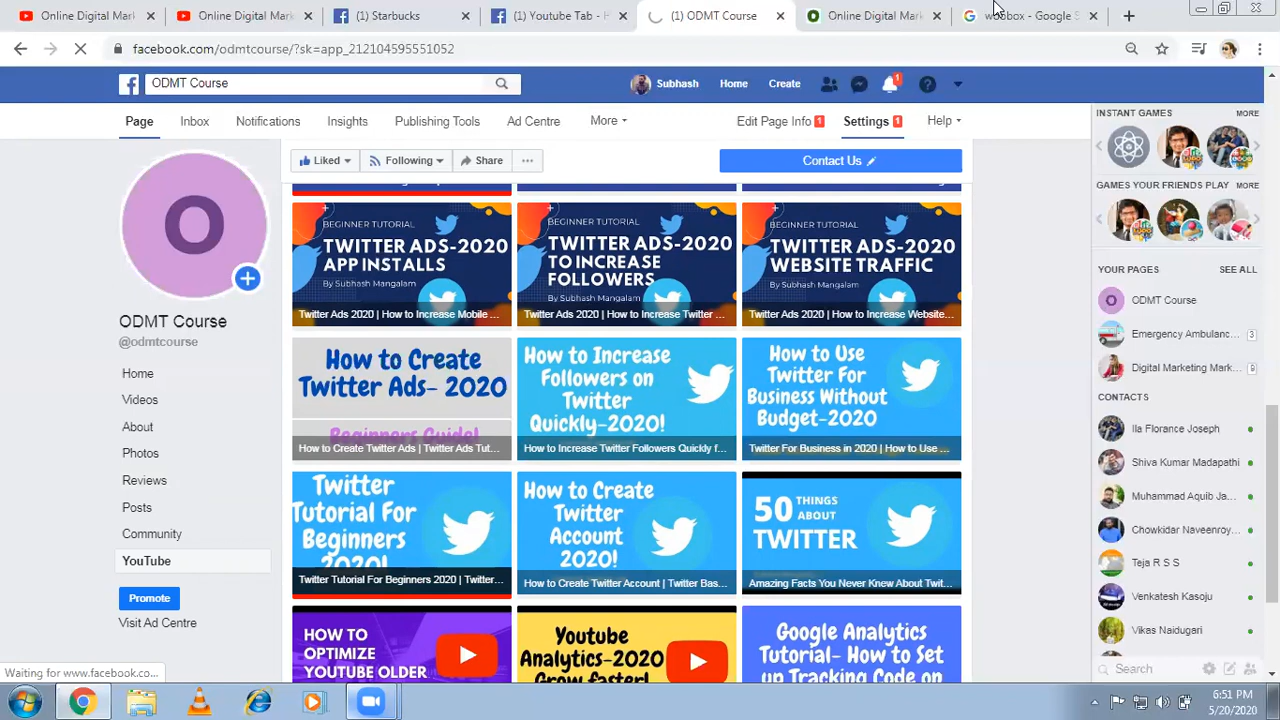 Online Digital Mark
Online Digital Mark
(1) Starbucks
(1) Youtube Tab - H
(1) ODMT Course
Online Digital Mark
box - Google S
facebook.com/odmtcourse/?sk=app_212104595551052
ODMT Course
Subhash
Home
Create
1
Page
Inbox
Notifications
Insights
Publishing Tools
Ad Centre
More
Edit Page Info 1
Settings 1
Help
Liked
Following
Share
...
Contact Us
INSTANT GAMES
MORE
GAMES YOUR FRIENDS PLAY
MORE
YOUR PAGES
SEE ALL
ODMT Course
Emergency Ambulanc...
3
Digital Marketing Mark...
9
CONTACTS
Ila Florance Joseph
Shiva Kumar Madapathi
Muhammad Aquib Ja...
Chowkidar Naveenroy...
Teja R S S
Venkatesh Kasoju
Vikas Naidugari
Search
O
ODMT Course
@odmtcourse
Home
Videos
About
Photos
Reviews
Posts
Community
YouTube
Promote
Visit Ad Centre
BEGINNER TUTORIAL
TWITTER ADS-2020
APP INSTALLS
By Subhash Mangalam
Twitter Ads 2020 | How to Increase Mobile ...
BEGINNER TUTORIAL
TWITTER ADS-2020
TO INCREASE
FOLLOWERS
By Subhash Mangalam
Twitter Ads 2020 | How to Increase Twitter ...
BEGINNER TUTORIAL
TWITTER ADS-2020
WEBSITE TRAFFIC
By Subhash Mangalam
Twitter Ads 2020 | How to Increase Website...
How to Create
Twitter Ads- 2020
Beginners Guide!
How to Create Twitter Ads | Twitter Ads Tut...
How to Increase
Followers on
Twitter
Quickly-2020!
How to Increase Twitter Followers Quickly f...
How to Use
Twitter For
Business Without
Budget-2020
Twitter For Business in 2020 | How to Use ...
Twitter
Tutorial For
Beginners
2020!
Twitter Tutorial For Beginners 2020 | Twitter...
How to Create
Twitter
Account
2020!
How to Create Twitter Account | Twitter Bas...
50 THINGS
ABOUT
TWITTER
Amazing Facts You Never Knew About Twit...
HOW TO
OPTIMIZE
YOUTUBE OLDER
Youtube
Analytics-2020
Grow faster!
Google Analytics
Tutorial- How to Set
up Tracking Code on
Waiting for www.facebook.co...
6:51 PM
5/20/2020